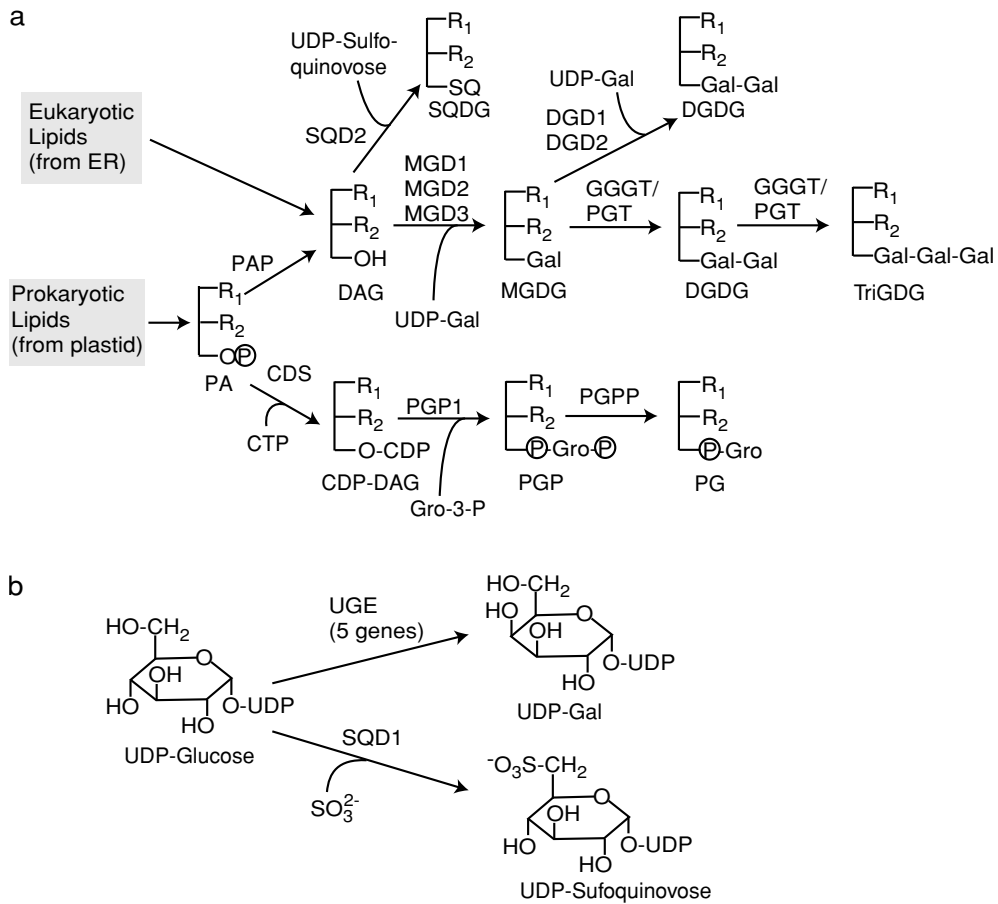 a
UDP-Sulfo-
quinovose
R1
R2
SQ
SQDG
SQD2
UDP-Gal
DGD1
DGD2
R1
R2
Gal-Gal
DGDG
Eukaryotic
Lipids
(from ER)
R1
R2
OH
DAG
MGD1
MGD2
MGD3
UDP-Gal
R1
R2
Gal
MGDG
GGGT/
PGT
R1
R2
Gal-Gal
DGDG
GGGT/
PGT
R1
R2
Gal-Gal-Gal
TriGDG
PAP
Prokaryotic
Lipids
(from plastid)
R1
R2
OP
PA
CDS
CTP
R1
R2
O-CDP
CDP-DAG
PGP1
Gro-3-P
R1
R2
P-Gro-P
PGP
PGPP
R1
R2
P-Gro
PG
b
HO-CH2
O
OH
HO
HO
O-UDP
UDP-Glucose
UGE
(5 genes)
HO-CH2
HO
O
OH
HO
O-UDP
UDP-Gal
SQD1
SO3 2-
-O3S-CH2
O
OH
HO
HO
O-UDP
UDP-Sufoquinovose